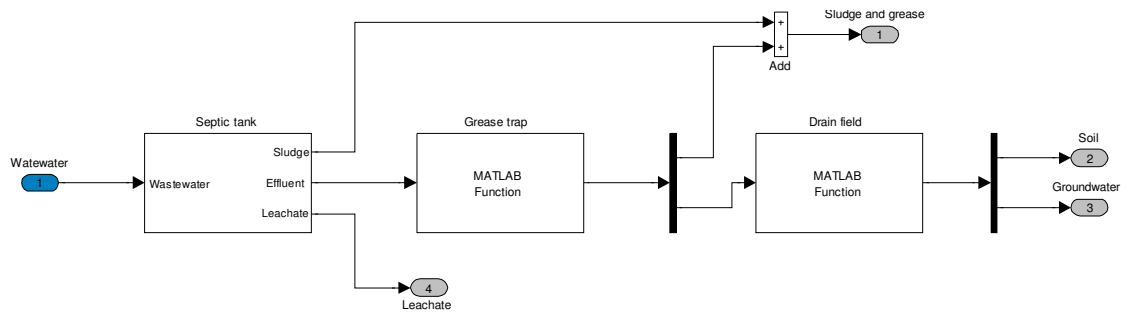 Sludge and grease
+
1
+
Add
Septic tank
Grease trap
Drain field
Sludge
Soil
Watewater
MATLAB
Function
MATLAB
Function
2
1
Wastewater
Effluent
Groundwater
Leachate
3
4
Leachate